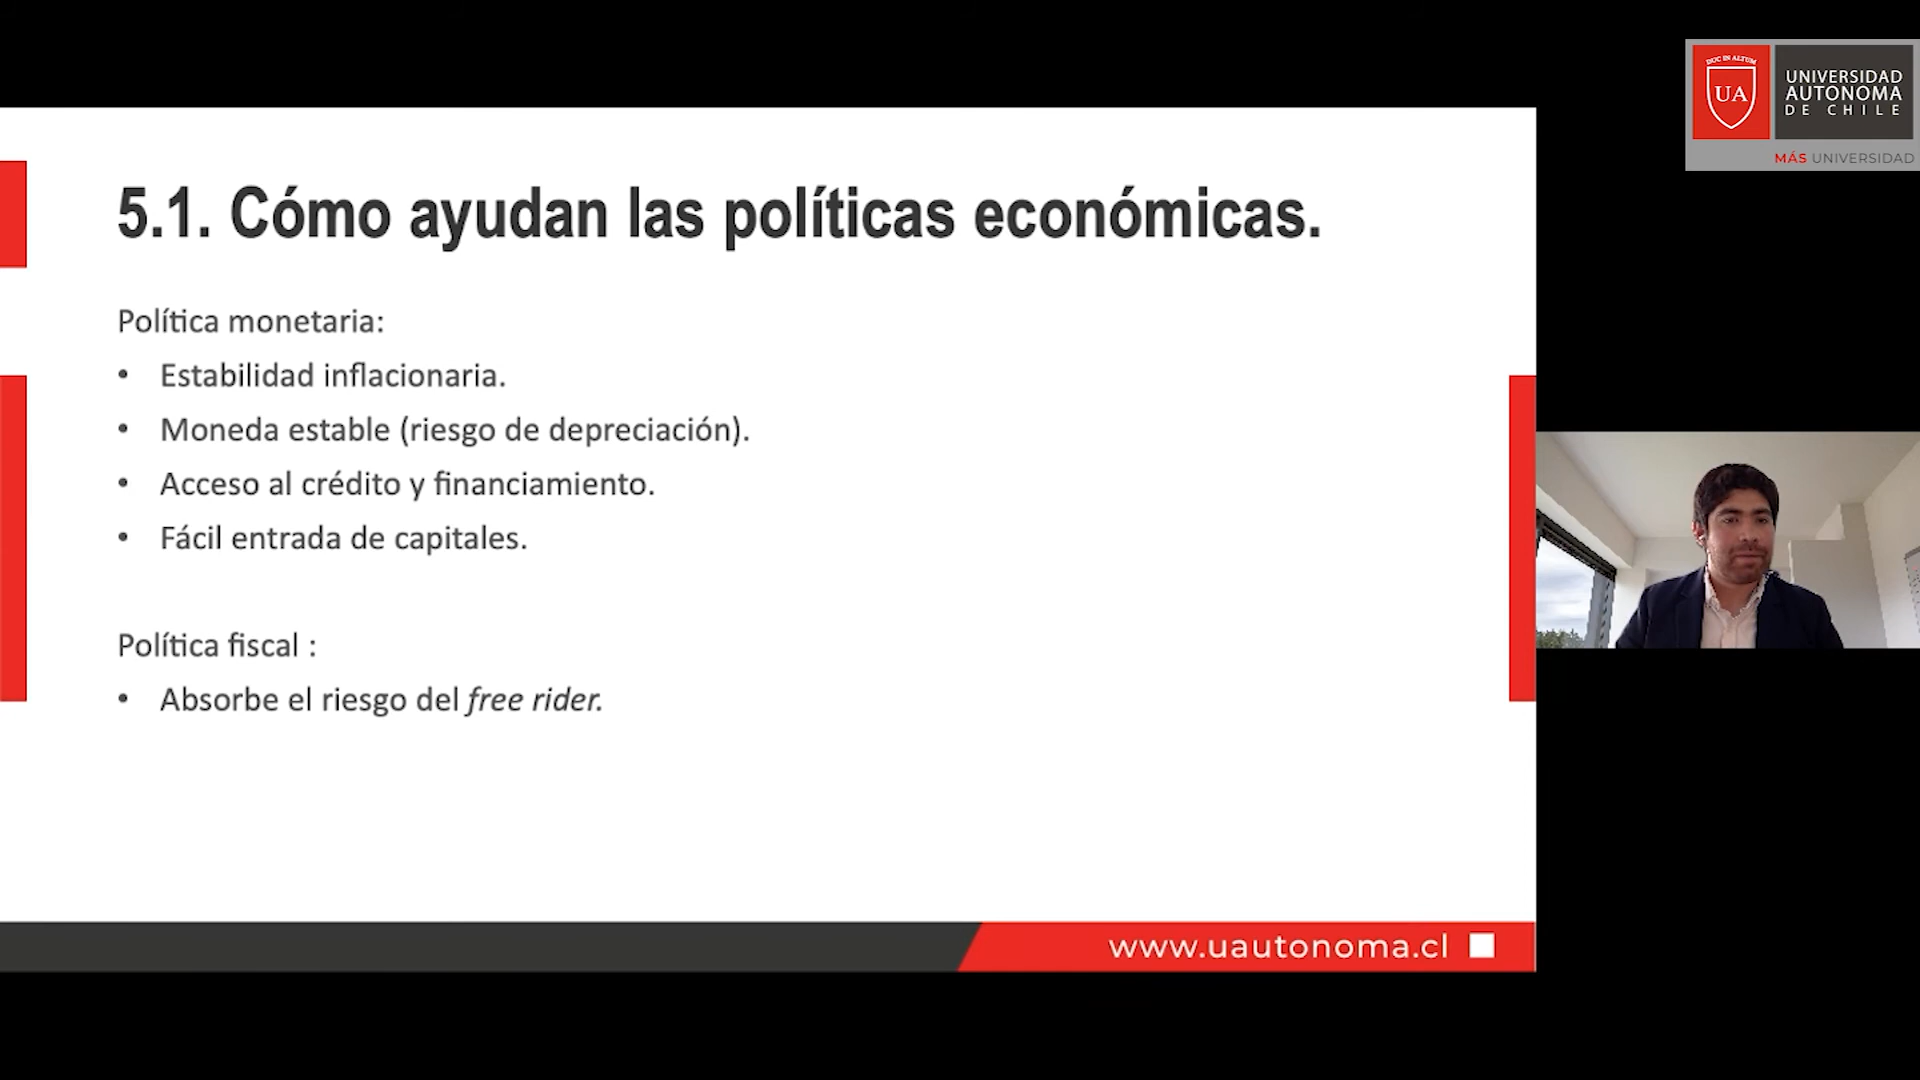 DUC IN ALTUM
UA
UNIVERSIDAD
AUTONOMA
DE CHILE
MÁS UNIVERSIDAD
5.1. Cómo ayudan las políticas económicas.
Política monetaria:
• Estabilidad inflacionaria.
• Moneda estable (riesgo de depreciación).
• Acceso al crédito y financiamiento.
• Fácil entrada de capitales.
Política fiscal :
• Absorbe el riesgo del free rider.
www.uautonoma.cl